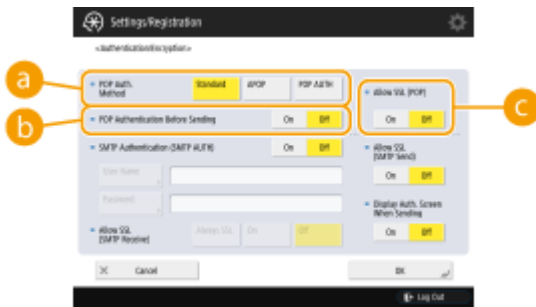 Settings/Registration
<Authentication/Encryption>
a
POP Auth.
Method
Standard
APOP
POP AUTH
Allow SSL (POP)
c
On
Off
b
POP Authentication Before Sending
On
Off
SMTP Authentication (SMTP AUTH)
On
Off
Allow SSL
(SMTP Send)
User Name
On
Off
Password
Display Auth. Screen
When Sending
Allow SSL
(SMTP Receive)
Always SSL
On
Off
On
Off
Cancel
OK
Log Out